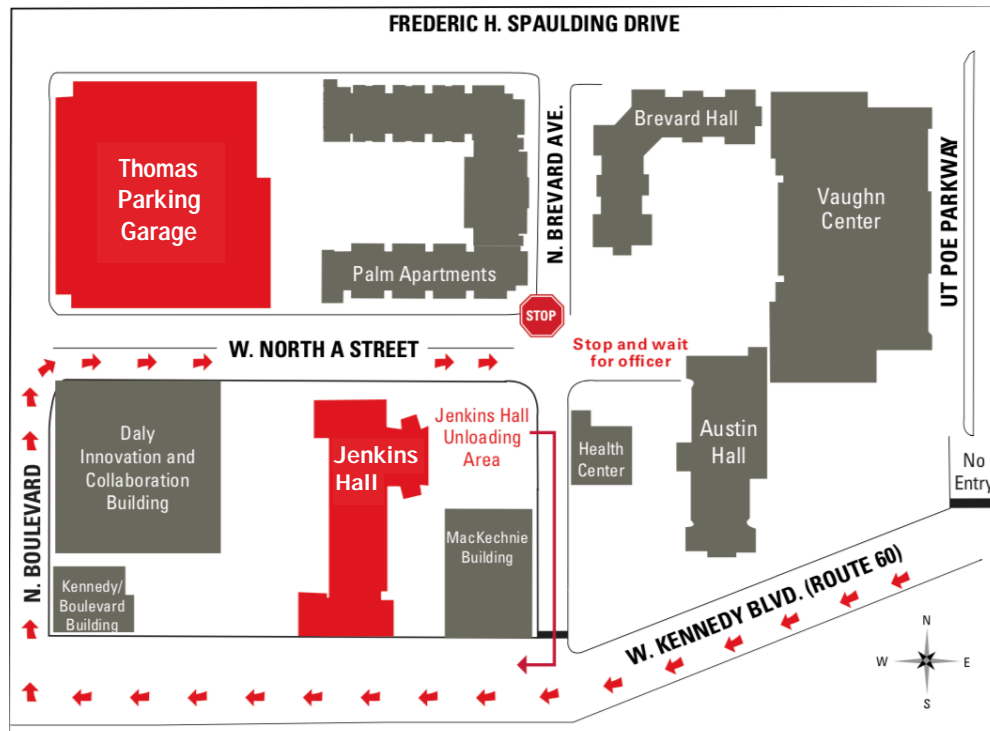 FREDERIC H. SPAULDING DRIVE
Thomas
Parking
Garage
Palm Apartments
N. BREVARD AVE.
Brevard Hall
Vaughn
Center
UT POE PARKWAY
STOP
W. NORTH A STREET
Stop and wait
for officer
Daly
Innovation and
Collaboration
Building
Jenkins
Hall
Jenkins Hall
Unloading
Area
Health
Center
Austin
Hall
No
Entry
N. BOULEVARD
MacKechnie
Building
Kennedy/
Boulevard
Building
W. KENNEDY BLVD. (ROUTE 60)
N
W
E
S